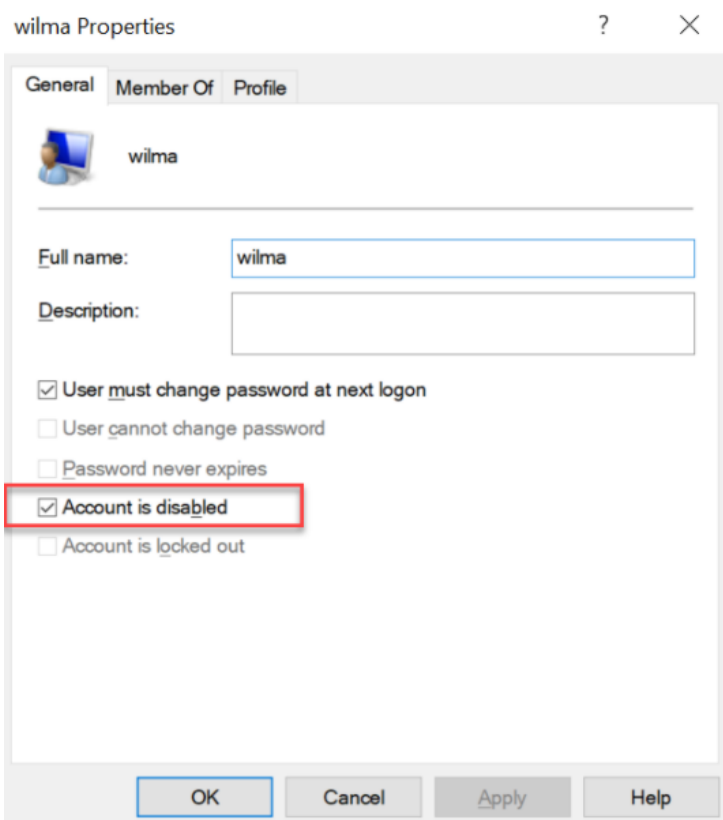 wilma Properties ?
General Member Of Profile
wilma
Full name: wilma
Description:
User must change password at next logon
User cannot change password
Password never expires
Account is disabled
Account is locked out
OK Cancel Apply Help